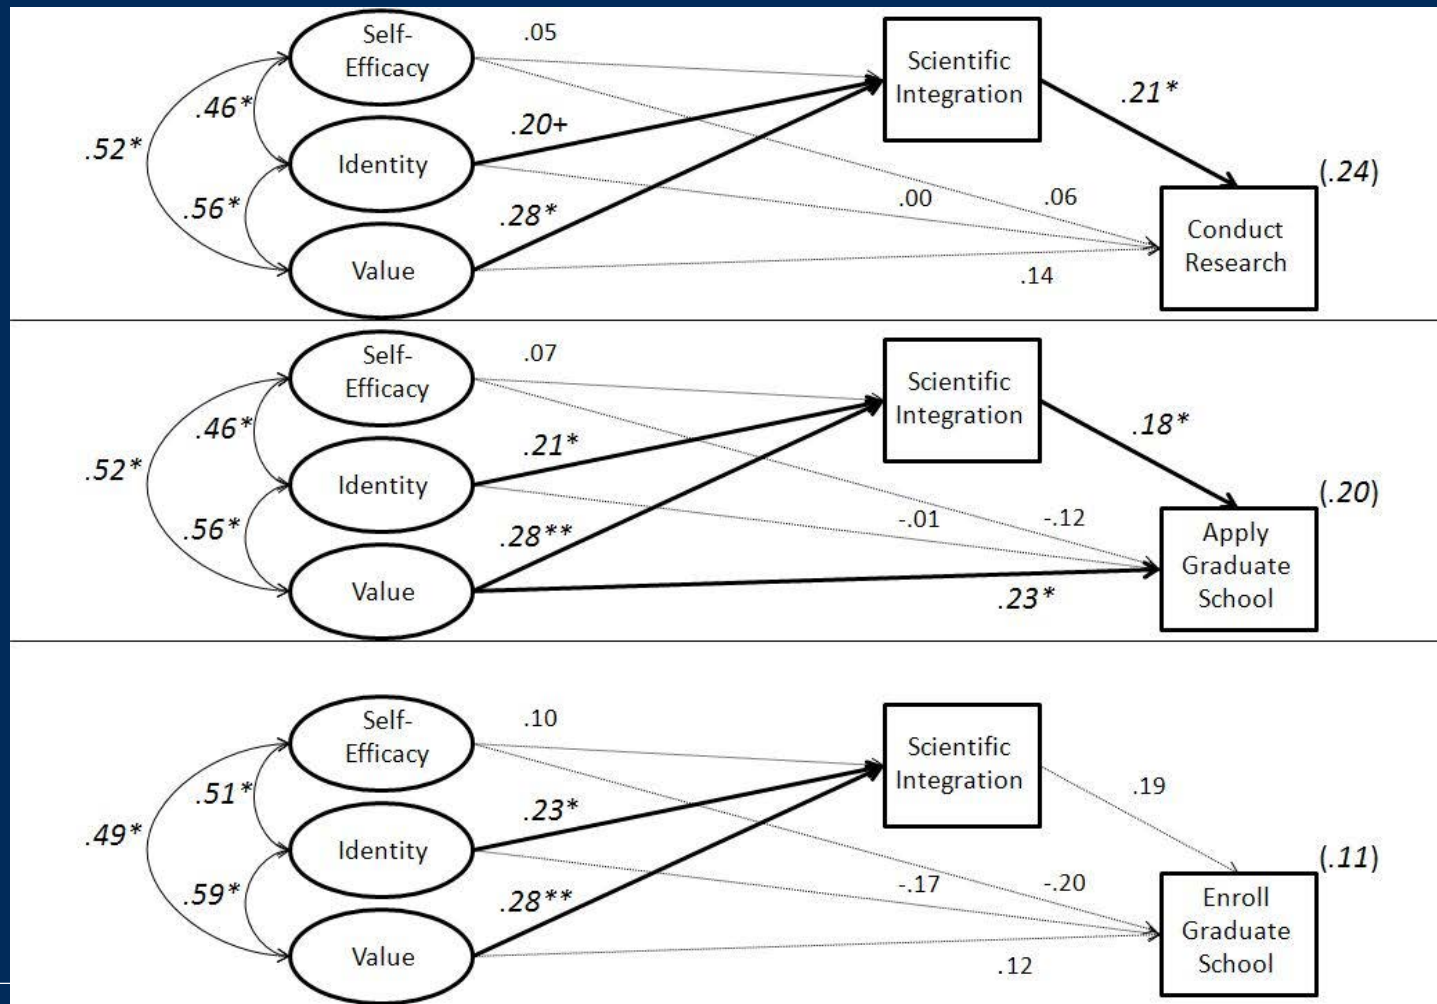 Self-
Efficacy
.05
Scientific
Integration
.21*
.46*
.52*
.20+
Identity
(.24)
.56*
.28*
.00
.06
Conduct
Research
Value
.14
Self-
Efficacy
.07
Scientific
Integration
.18*
.46*
.52*
.21*
Identity
(.20)
.56*
.28**
-.01
-.12
Apply
Graduate
School
Value
.23*
Self-
Efficacy
.10
Scientific
Integration
.19
.51*
.49*
.23*
Identity
(.11)
.59*
.28**
-.17
-.20
Enroll
Graduate
School
Value
.12